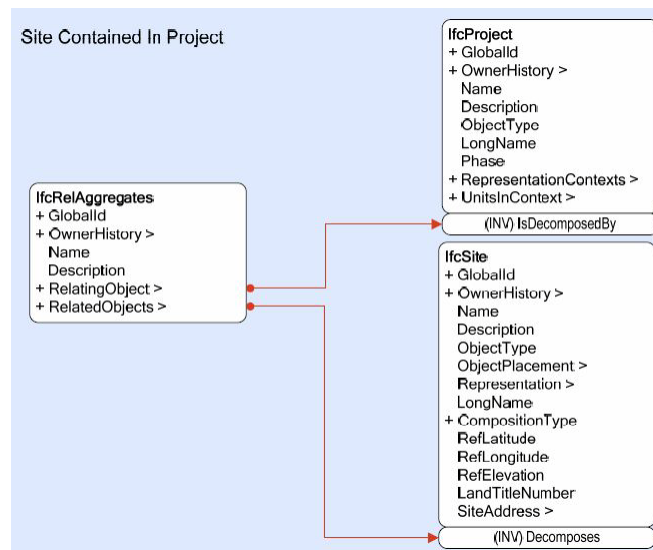 Site Contained In Project
IfcProject
+ GlobalId
+ OwnerHistory >
Name
Description
ObjectType
LongName
Phase
+ RepresentationContexts >
+ UnitsInContext >
(INV) IsDecomposedBy
IfcRelAggregates
+ GlobalId
+ OwnerHistory >
Name
Description
+ RelatingObject >
+ RelatedObjects >
IfcSite
+ GlobalId
+ OwnerHistory >
Name
Description
ObjectType
ObjectPlacement >
Representation >
LongName
+ CompositionType
RefLatitude
RefLongitude
RefElevation
LandTitleNumber
SiteAddress >
(INV) Decomposes